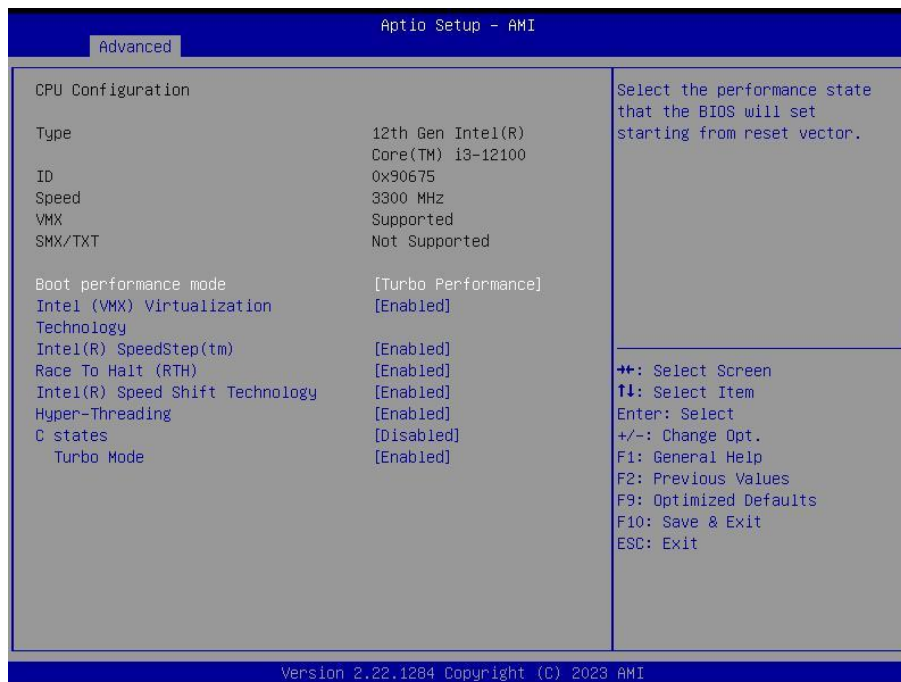 Aptio Setup - AMI
Advanced
CPU Configuration
Type 12th Gen Intel(R)
Core(TM) i3-12100
ID 0x90675
Speed 3300 MHz
VMX Supported
SMX/TXT Not Supported
Boot performance mode [Turbo Performance]
Intel (VMX) Virtualization [Enabled]
Technology
Intel(R) SpeedStep(tm) [Enabled]
Race To Halt (RTH) [Enabled]
Intel(R) Speed Shift Technology [Enabled]
Hyper-Threading [Enabled]
C states [Disabled]
Turbo Mode [Enabled]
Select the performance state
that the BIOS will set
starting from reset vector.
→←: Select Screen
↑↓: Select Item
Enter: Select
+/-: Change Opt.
F1: General Help
F2: Previous Values
F9: Optimized Defaults
F10: Save & Exit
ESC: Exit
Version 2.22.1284 Copyright (C) 2023 AMI